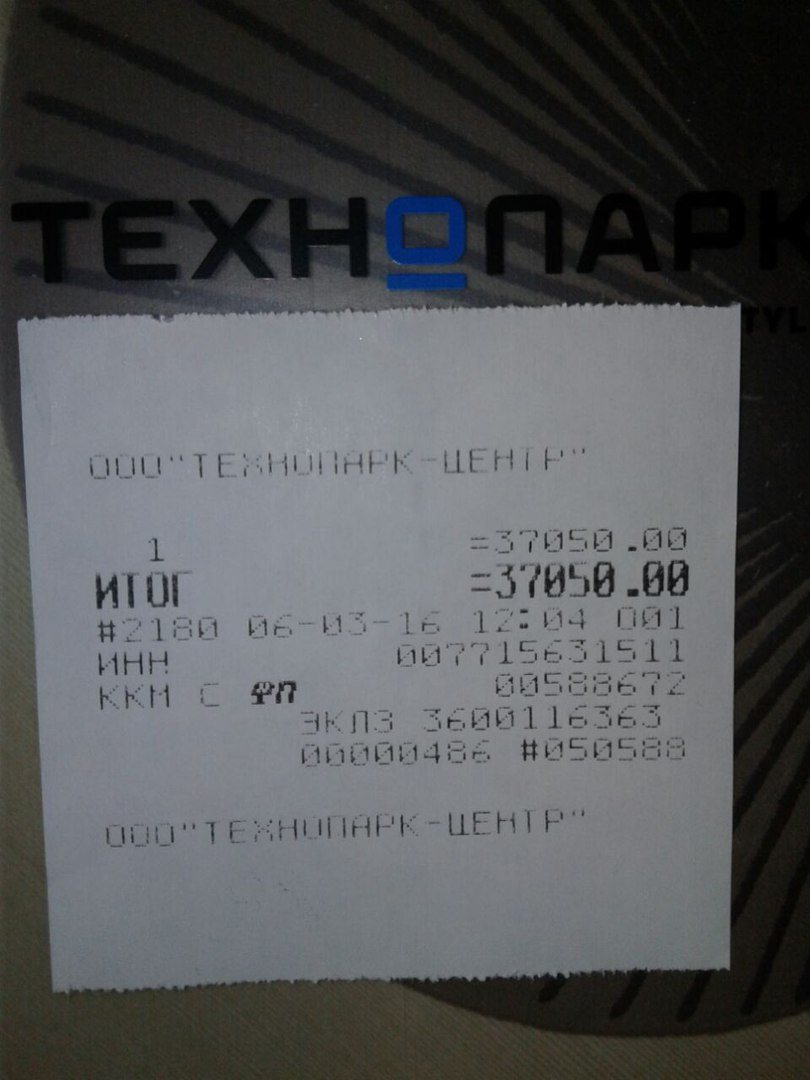 ТЕХНОПАРК
ООО"ТЕХНОПАРК-ЦЕНТР"
1 =37050.00
ИТОГ =37050.00
#2180 06-03-16 12:04 001
ИНН 007715631511
ККМ С ФП 00588672
ЭКЛЗ 3600116363
00000486 #050588
ООО"ТЕХНОПАРК-ЦЕНТР"